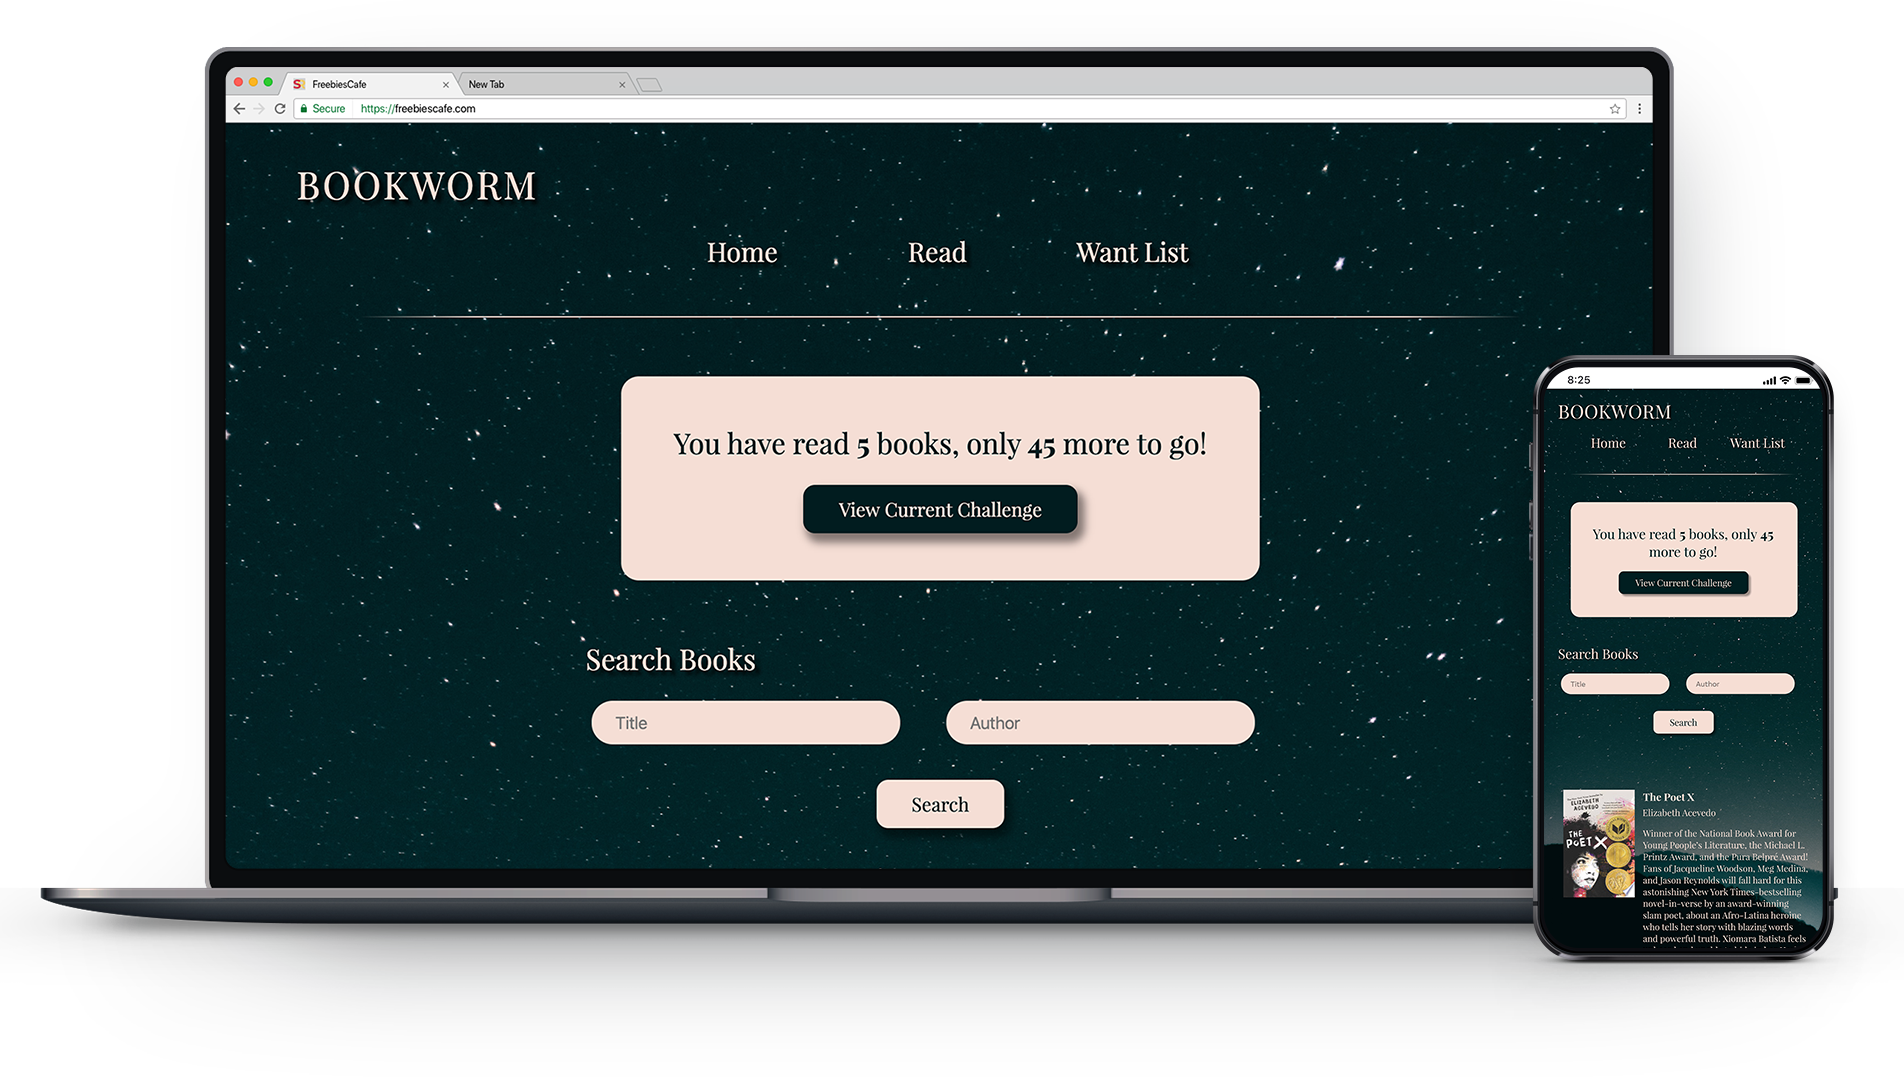 FreebiesCafe
New Tab
Secure
https://freebiescafe.com
BOOKWORM
Home
Read
Want List
You have read 5 books, only 45 more to go!
View Current Challenge
Search Books
Title
Author
Search
8:25
BOOKWORM
Home
Read
Want List
You have read 5 books, only 45
more to go!
View Current Challenge
Search Books
Title
Author
Search
ELIZABETH
ACEVEDO
THE
POET X
The Poet X
Elizabeth Acevedo
Winner of the National Book Award for
Young People's Literature, the Michael L.
Printz Award, and the Pura Belpré Award!
Fans of Jacqueline Woodson, Meg Medina,
and Jason Reynolds will fall hard for this
astonishing New York Times-bestselling
novel-in-verse by an award-winning
slam poet, about an Afro-Latina heroine
who tells her story with blazing words
and powerful truth. Xiomara Batista feels